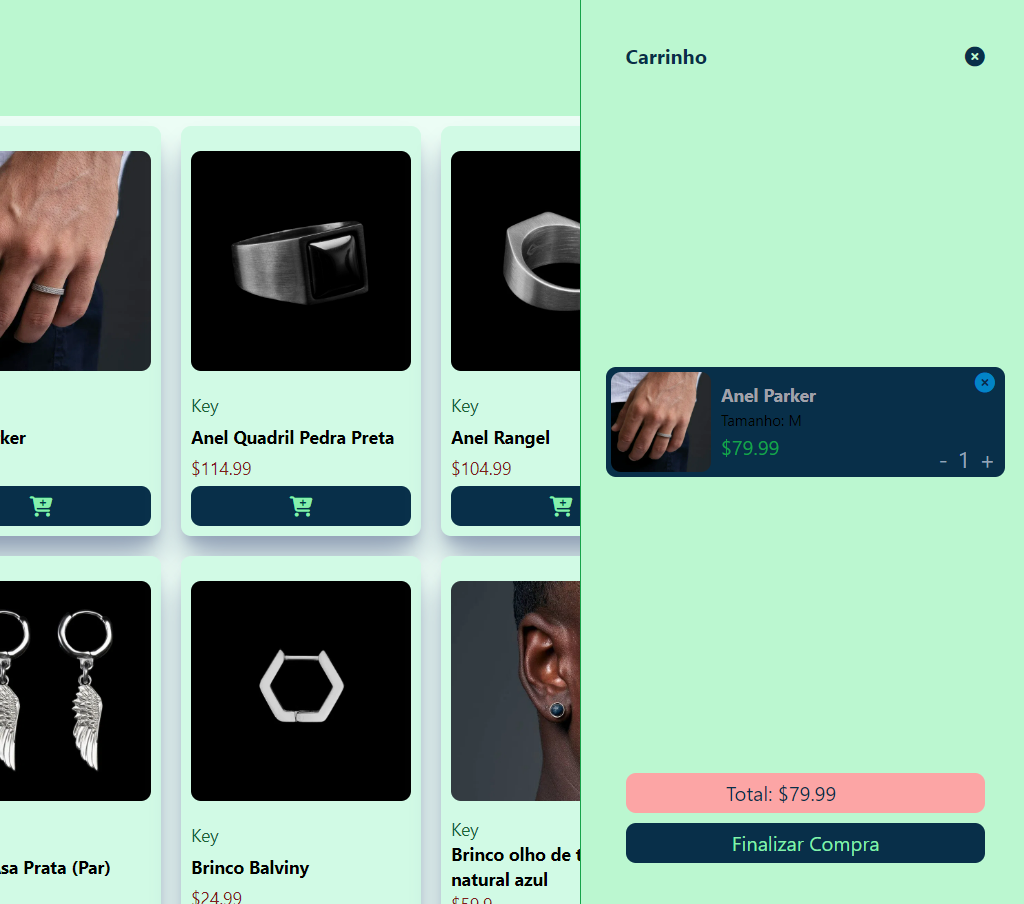 Carrinho
ker
Key
Anel Quadril Pedra Preta
$114.99
Key
Anel Rangel
$104.99
sa Prata (Par)
Key
Brinco Balviny
$24.99
Key
Brinco olho de
natural azul
$59.9
Anel Parker
Tamanho: M
$79.99
- 1 +
Total: $79.99
Finalizar Compra